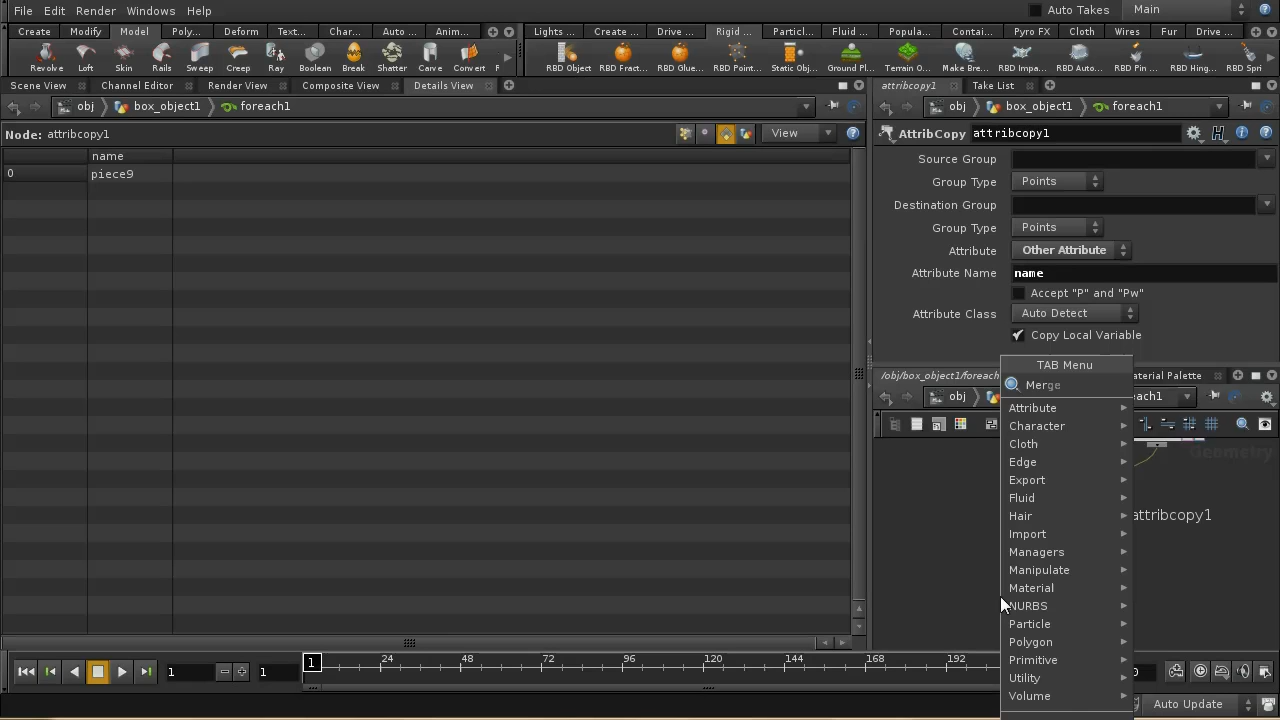 File Edit Render Windows Help Auto Takes Main
Create Modify Model Poly... Deform Text... Char... Auto Anim... Lights ... Create ... Drive ... Rigid ... Particl... Fluid ... Popula... Contai... Pyro FX Cloth Wires Fur Drive ...
Revolve Loft Skin Rails Sweep Creep Ray Boolean Break Shatter Carve Convert RBD Object RBD Fract... RBD Glue... RBD Point... Static Obj... Ground Pl... Terrain O... Make Bre... RBD Impa... RBD Auto... RBD Pin ... RBD Hing... RBD Spri
Scene View Channel Editor Render View Composite View Details View attribcopy1 Take List
obj box_object1 foreach1 obj box_object1 foreach1
Node: attribcopy1 View AttribCopy attribcopy1
name
0 piece9
Source Group
Group Type Points
Destination Group
Group Type Points
Attribute Other Attribute
Attribute Name name
Accept "P" and "Pw"
Attribute Class Auto Detect
Copy Local Variable
/obj/box_object1/foreach aterial Palette
obj each1
TAB Menu
Merge
Attribute
Character
Cloth
Edge
Export
Fluid
Hair
Import
Managers
Manipulate
Material
NURBS
Particle
Polygon
Primitive
Utility
Volume
Geometry
attribcopy1
1 1 1 24 48 72 96 120 144 168 192 0
Auto Update